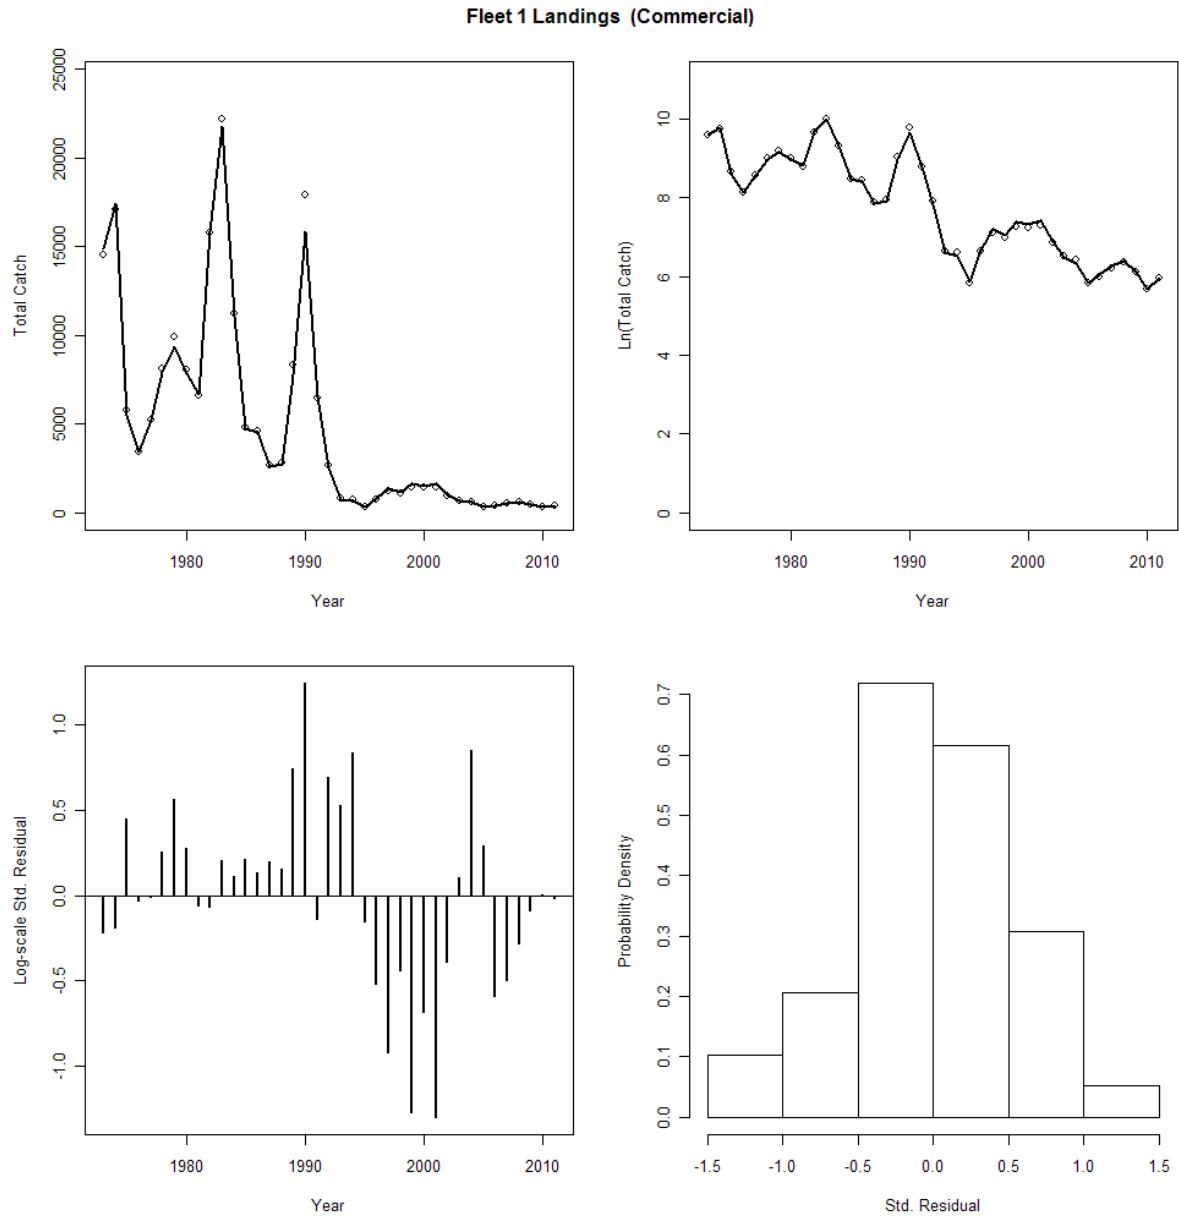 Fleet 1 Landings (Commercial)
Total Catch
25000
20000
15000
10000
5000
0
1980 1990 2000 2010
Year
Ln(Total Catch)
10
8
6
4
2
0
1980 1990 2000 2010
Year
Log-scale Std. Residual
1.0
0.5
0.0
-0.5
-1.0
1980 1990 2000 2010
Year
Probability Density
0.7
0.6
0.5
0.4
0.3
0.2
0.1
0.0
-1.5 -1.0 -0.5 0.0 0.5 1.0 1.5
Std. Residual